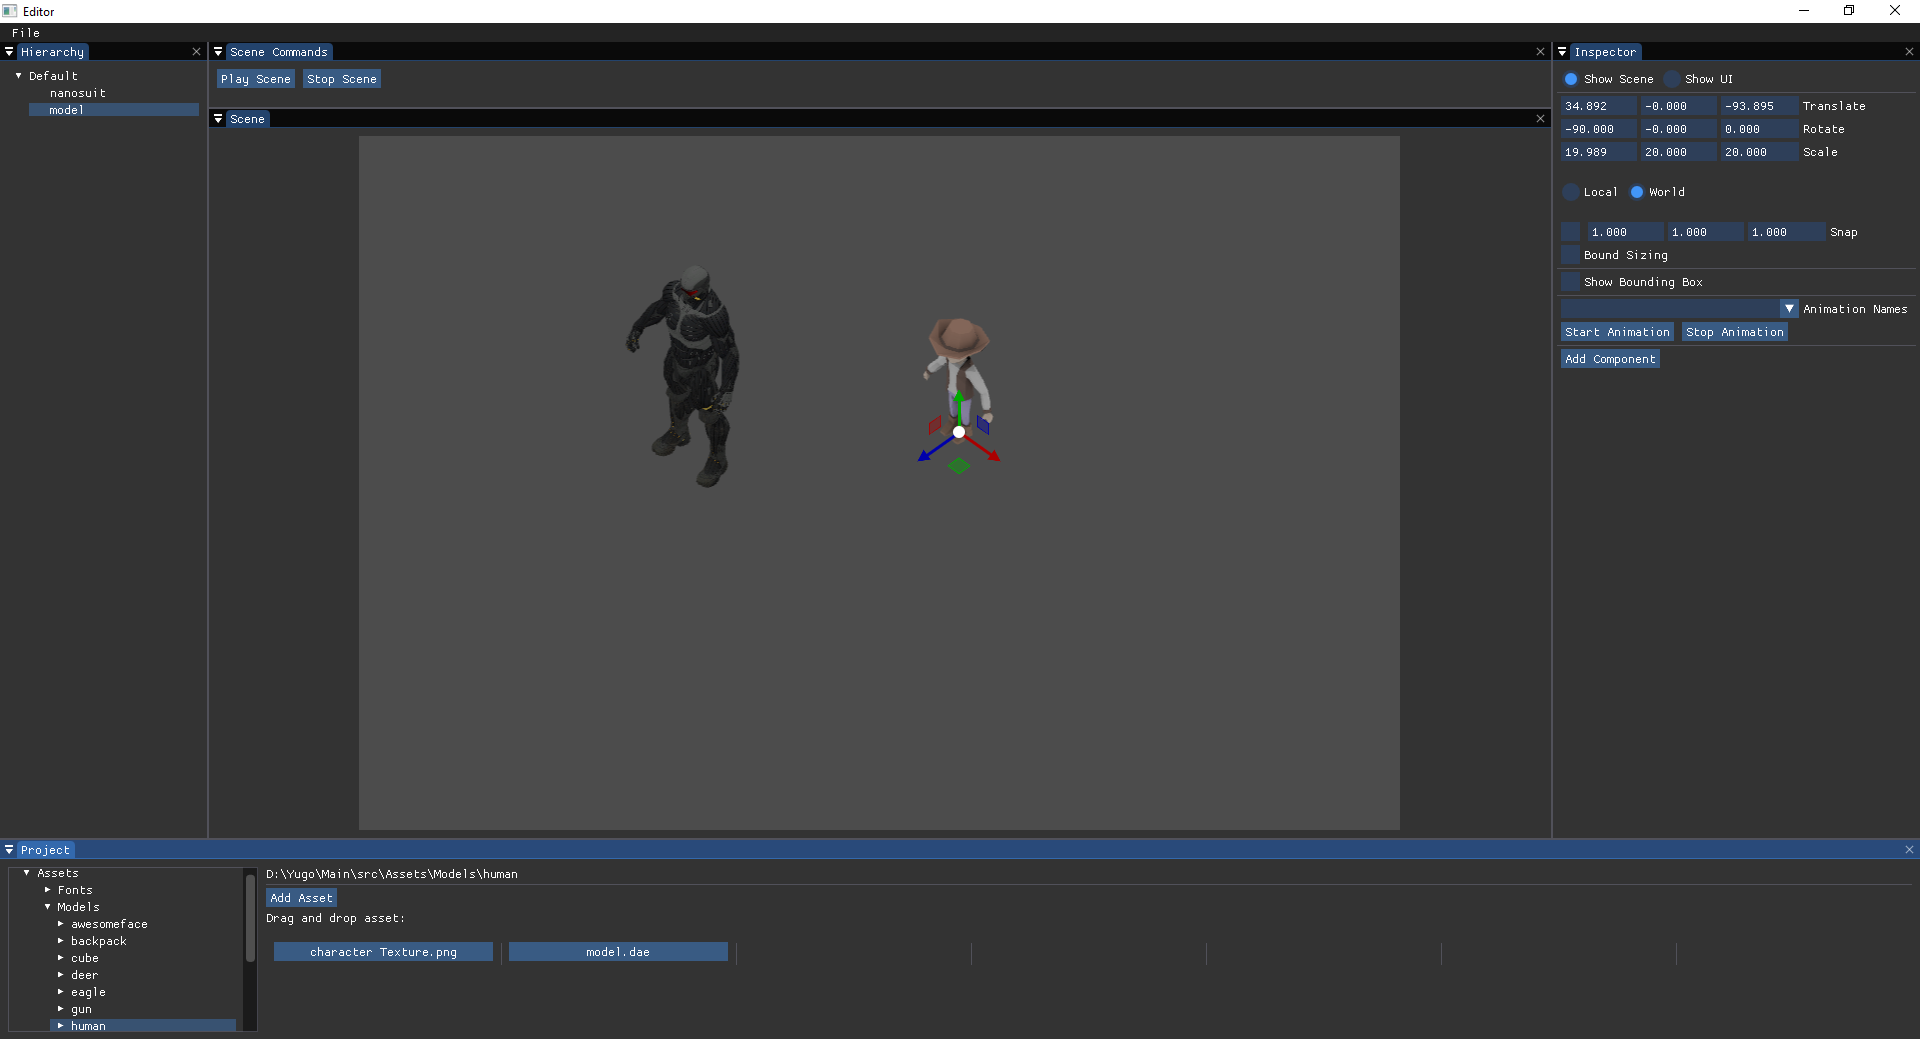 Editor
File
Hierarchy
Default
nanosuit
model
Scene Commands
Play Scene Stop Scene
Scene
Inspector
Show Scene Show UI
34.892 -0.000 -93.895 Translate
-90.000 -0.000 0.000 Rotate
19.989 20.000 20.000 Scale
Local World
1.000 1.000 1.000 Snap
Bound Sizing
Show Bounding Box
Animation Names
Start Animation Stop Animation
Add Component
Project
Assets
Fonts
Models
awesomeface
backpack
cube
deer
eagle
gun
human
D:\Yugo\Main\src\Assets\Models\human
Add Asset
Drag and drop asset:
character Texture.png model.dae